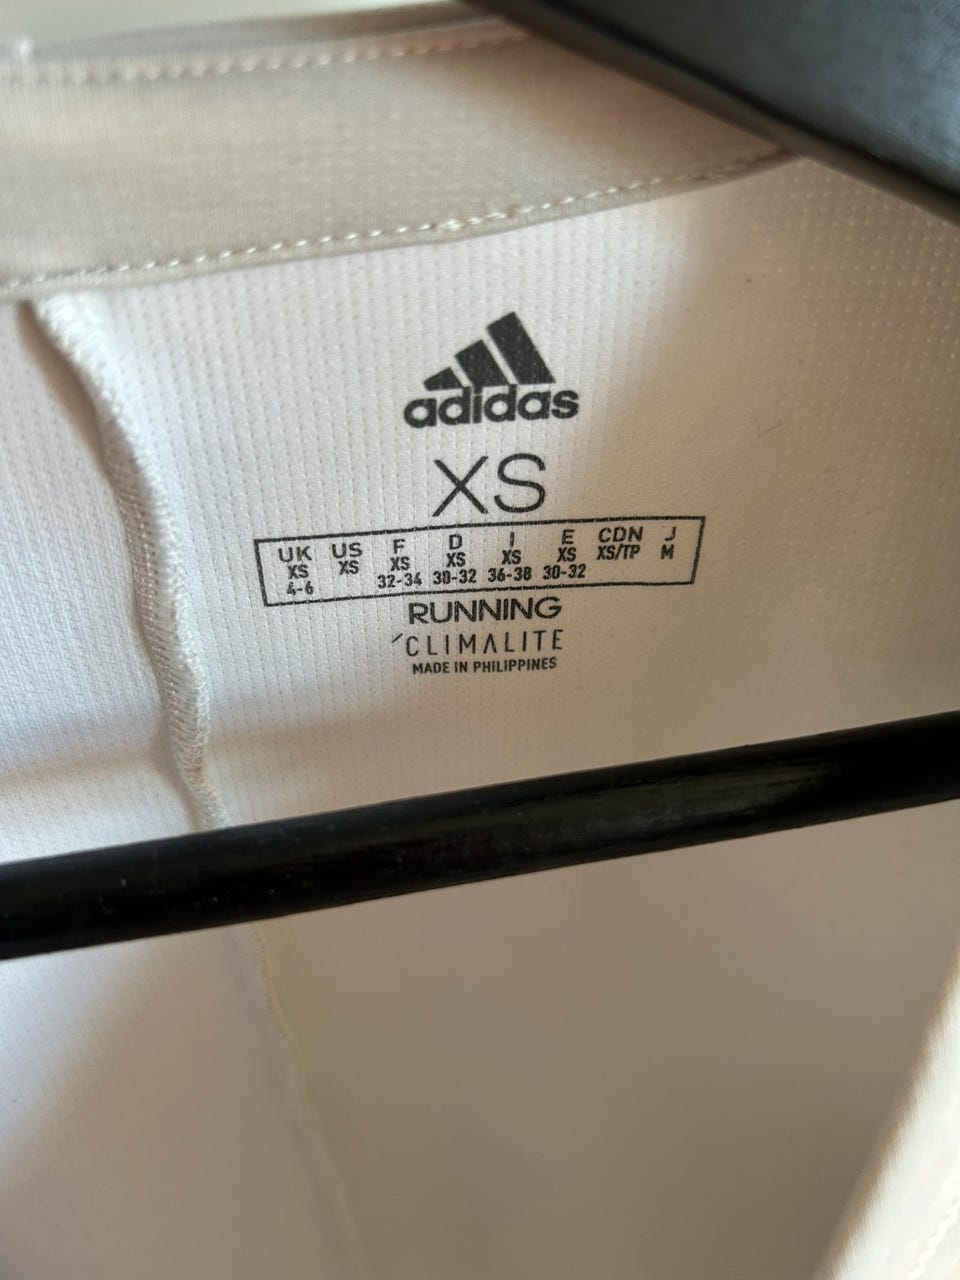 adidas
XS
UK US F D I E CDN J
XS XS XS XS XS XS XS/TP M
4-6 32-34 30-32 36-38 30-32
RUNNING
CLIMALITE
MADE IN PHILIPPINES